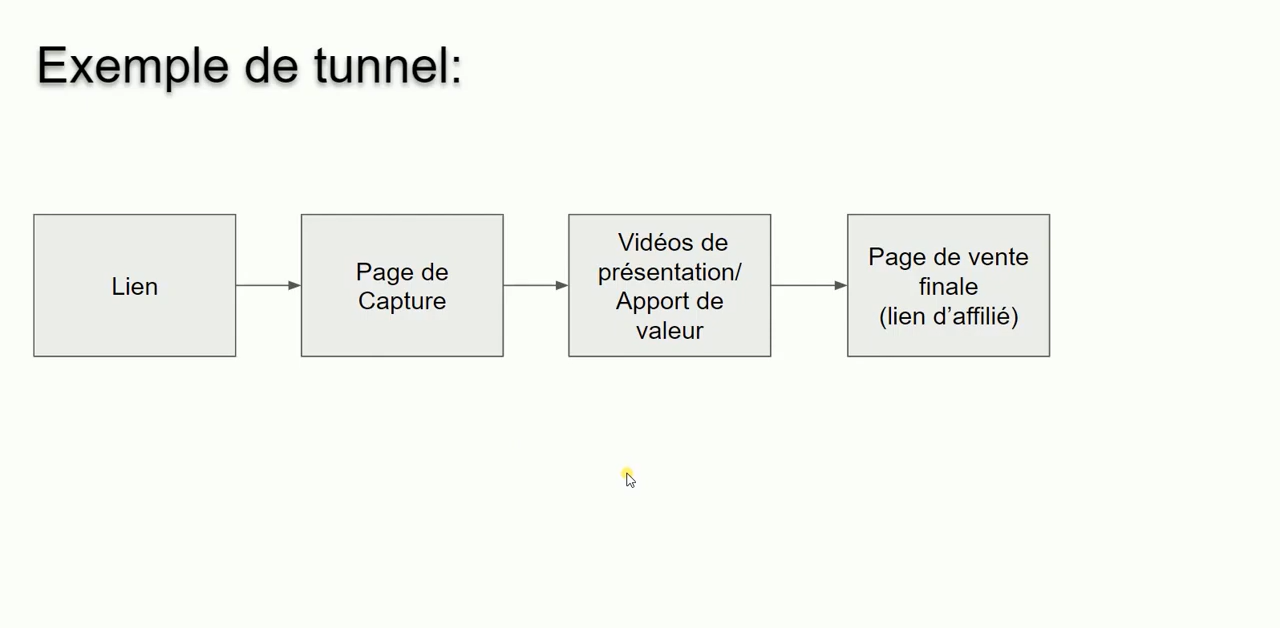 Exemple de tunnel:
Lien
Page de
Capture
Vidéos de
présentation/
Apport de
valeur
Page de vente
finale
(lien d’affilié)